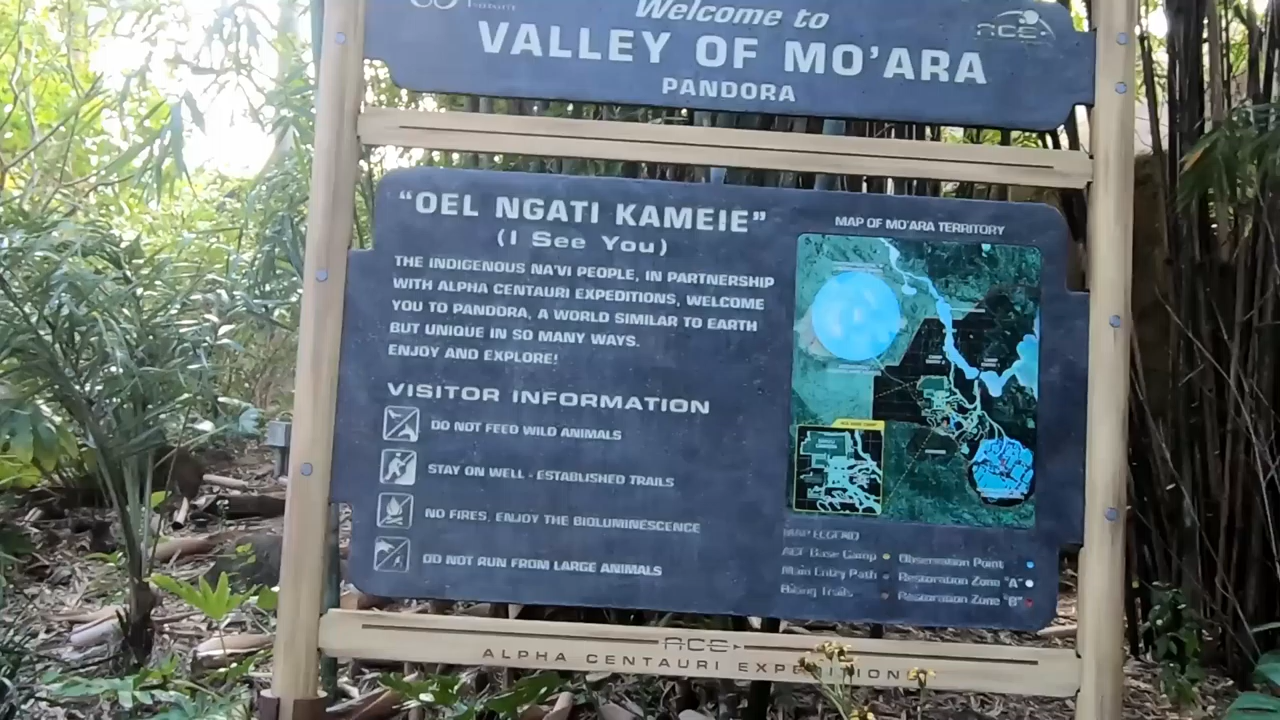 Welcome to
ACE
VALLEY OF MO'ARA
PANDORA
"OEL NGATI KAMEIE"
(I See You)
THE INDIGENOUS NA'VI PEOPLE, IN PARTNERSHIP
WITH ALPHA CENTAURI EXPEDITIONS, WELCOME
YOU TO PANDORA, A WORLD SIMILAR TO EARTH
BUT UNIQUE IN SO MANY WAYS.
ENJOY AND EXPLORE!
VISITOR INFORMATION
DO NOT FEED WILD ANIMALS
STAY ON WELL - ESTABLISHED TRAILS
NO FIRES, ENJOY THE BIOLUMINESCENCE
DO NOT RUN FROM LARGE ANIMALS
MAP OF MO'ARA TERRITORY
MAP LEGEND
ACE Base Camp
Main Entry Path
Hiking Trails
Observation Point
Restoration Zone "A"
Restoration Zone "B"
ACE
ALPHA CENTAURI EXPEDITIONS